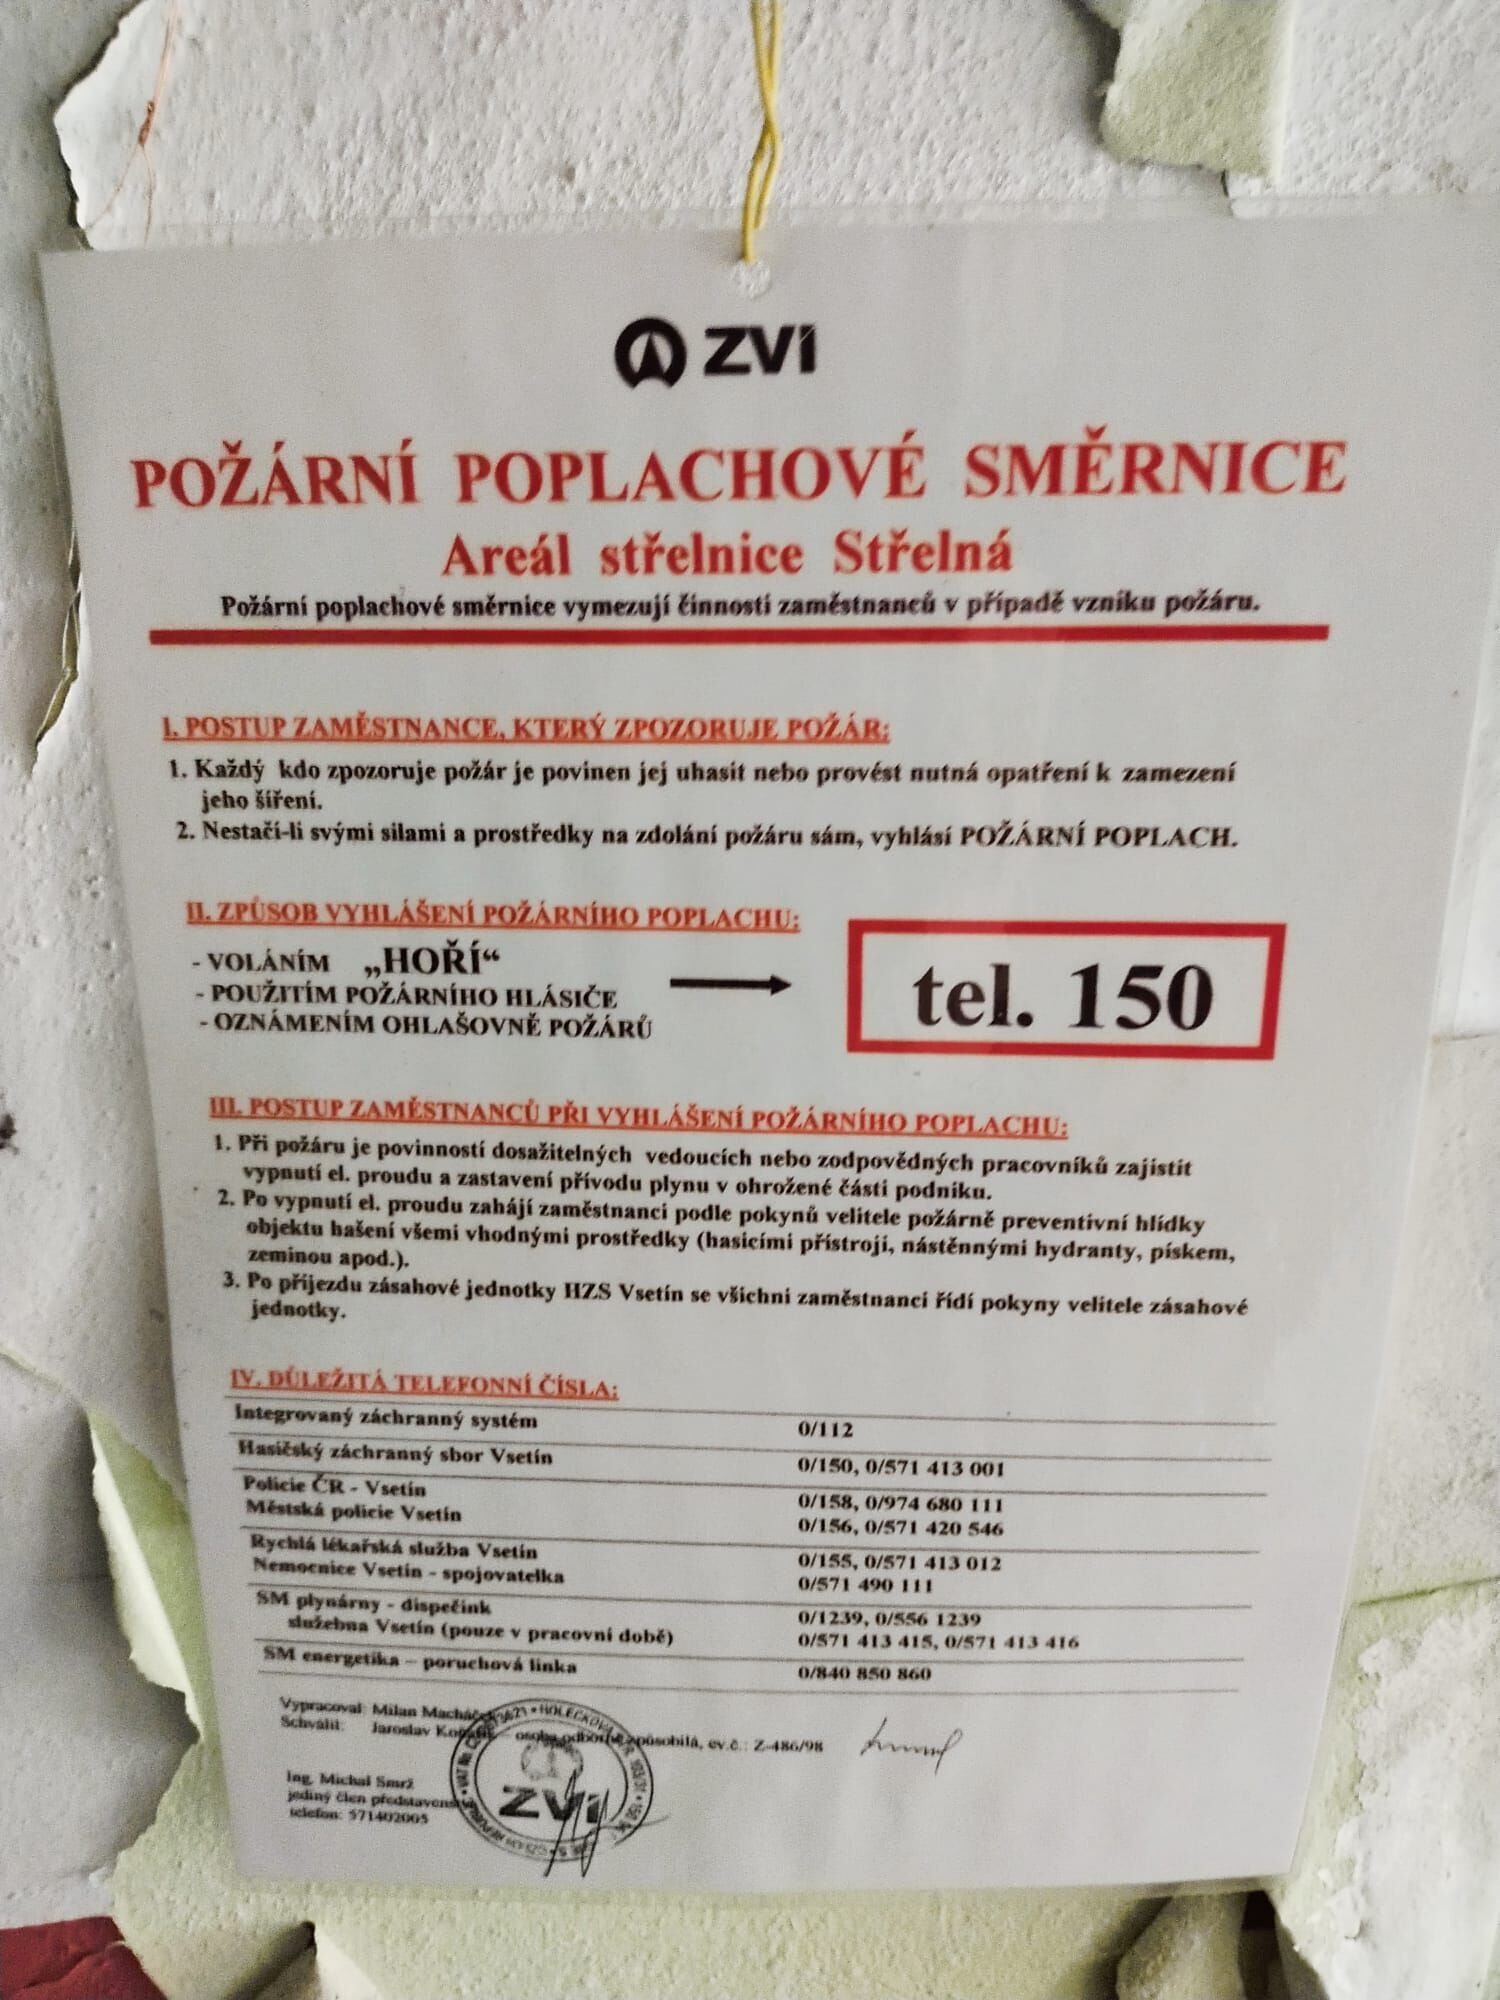 ZVI
POŽÁRNÍ POPLACHOVÉ SMĚRNICE
Areál střelnice Střelná
Požární poplachové směrnice vymezují činnosti zaměstnanců v případě vzniku požáru.
I. POSTUP ZAMĚSTNANCE, KTERÝ ZPOZORUJE POŽÁR:
1. Každý kdo zpozoruje požár je povinen jej uhasit nebo provést nutná opatření k zamezení
jeho šíření.
2. Nestačí-li svými silami a prostředky na zdolání požáru sám, vyhlásí POŽÁRNÍ POPLACH.
II. ZPŮSOB VYHLÁŠENÍ POŽÁRNÍHO POPLACHU:
- VOLÁNÍM „HOŘÍ“
- POUŽITÍM POŽÁRNÍHO HLÁSIČE
- OZNÁMENÍM OHLAŠOVNĚ POŽÁRŮ
tel. 150
III. POSTUP ZAMĚSTNANCŮ PŘI VYHLÁŠENÍ POŽÁRNÍHO POPLACHU:
1. Při požáru je povinností dosažitelných vedoucích nebo zodpovědných pracovníků zajistit
vypnutí el. proudu a zastavení přívodu plynu v ohrožené části podniku.
2. Po vypnutí el. proudu zahájí zaměstnanci podle pokynů velitele požárně preventivní hlídky
objektu hašení všemi vhodnými prostředky (hasicími přístroji, nástěnnými hydranty, pískem,
zeminou apod.).
3. Po příjezdu zásahové jednotky HZS Vsetín se všichni zaměstnanci řídí pokyny velitele zásahové
jednotky.
IV. DŮLEŽITÁ TELEFONNÍ ČÍSLA:
Integrovaný záchranný systém 0/112
Hasičský záchranný sbor Vsetín 0/150, 0/571 413 001
Policie ČR - Vsetín 0/158, 0/974 680 111
Městská policie Vsetín 0/156, 0/571 420 546
Rychlá lékařská služba Vsetín 0/155, 0/571 413 012
Nemocnice Vsetín - spojovatelka 0/571 490 111
SM plynárny - dispečink 0/1239, 0/556 1239
služebna Vsetín (pouze v pracovní době) 0/571 413 415, 0/571 413 416
SM energetika – poruchová linka 0/840 850 860
Vypracoval: Milan
Schválil: Jaroslav osoba odborně způsobilá, ev.č.: Z-486/98
Ing. Michal Smrž
jediný člen
telefon: 571402005
ZVI